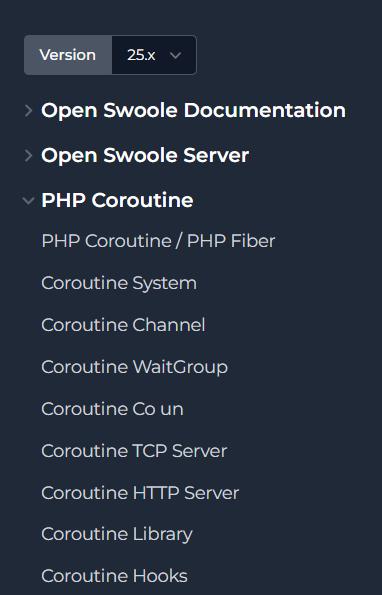 Version 25.x
Open Swoole Documentation
Open Swoole Server
PHP Coroutine
PHP Coroutine / PHP Fiber
Coroutine System
Coroutine Channel
Coroutine WaitGroup
Coroutine Co un
Coroutine TCP Server
Coroutine HTTP Server
Coroutine Library
Coroutine Hooks